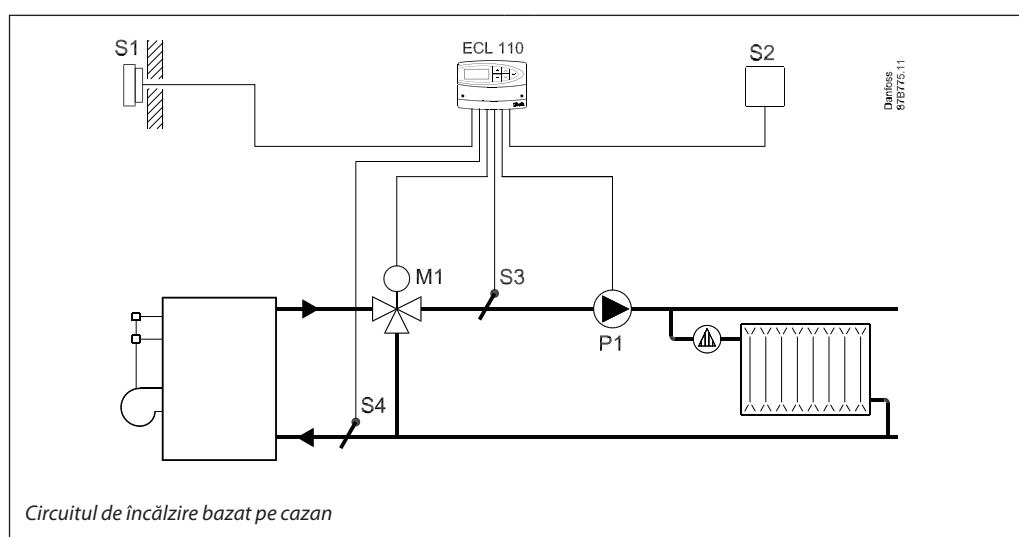 S1
ECL 110
S2
Danfoss
87B775.11
M1
S3
P1
S4
Circuitul de încălzire bazat pe cazan